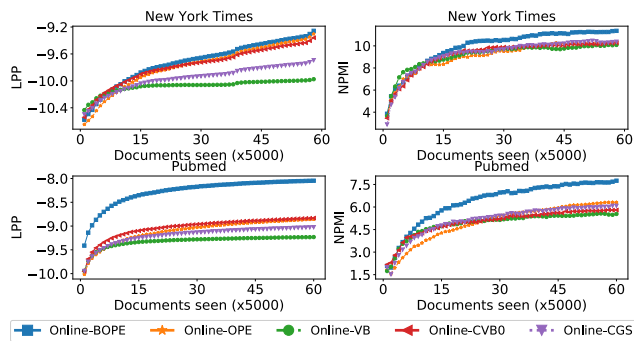 New York Times
New York Times
LPP
−9.2
−9.6
−10.0
−10.4
0 15 30 45 60
Documents seen (x5000)
NPMI
10
8
6
4
0 15 30 45 60
Documents seen (x5000)
Pubmed
Pubmed
LPP
−8.0
−8.5
−9.0
−9.5
−10.0
0 15 30 45 60
Documents seen (x5000)
NPMI
7.5
6.0
4.5
3.0
1.5
0 15 30 45 60
Documents seen (x5000)
Online-BOPE Online-OPE Online-VB Online-CVB0 Online-CGS